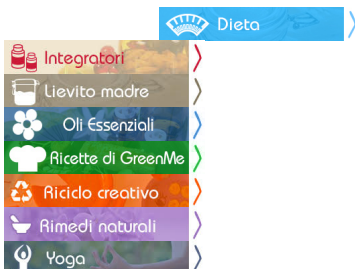 Dieta
Integratori
Lievito madre
Oli Essenziali
Ricette di GreenMe
Riciclo creativo
Rimedi naturali
Yoga